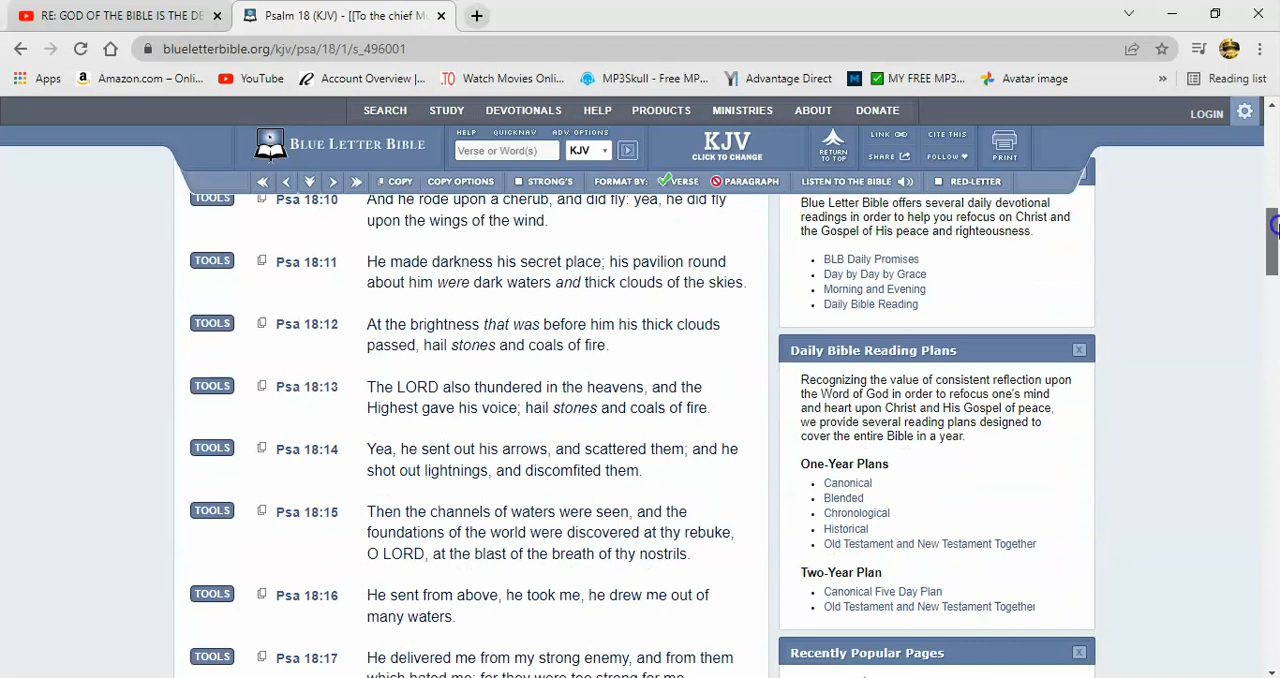 RE: GOD OF THE BIBLE IS THE DE
Psalm 18 (KJV) - [[To the chief Mu
blueletterbible.org/kjv/psa/18/1/s_496001
Apps
Amazon.com – Onli...
YouTube
Account Overview |...
Watch Movies Onli...
MP3Skull - Free MP...
Advantage Direct
MY FREE MP3...
Avatar image
»
Reading list
SEARCH STUDY DEVOTIONALS HELP PRODUCTS MINISTRIES ABOUT DONATE
LOGIN
BLUE LETTER BIBLE
HELP QUICKNAV ADV. OPTIONS
Verse or Word(s)
KJV
KJV
CLICK TO CHANGE
RETURN
TO TOP
LINK
CITE THIS
SHARE
FOLLOW
PRINT
COPY COPY OPTIONS STRONG'S FORMAT BY: VERSE PARAGRAPH LISTEN TO THE BIBLE RED-LETTER
TOOLS Psa 18:10 And he rode upon a cherub, and did fly: yea, he did fly
upon the wings of the wind.
TOOLS Psa 18:11 He made darkness his secret place; his pavilion round
about him were dark waters and thick clouds of the skies.
TOOLS Psa 18:12 At the brightness that was before him his thick clouds
passed, hail stones and coals of fire.
TOOLS Psa 18:13 The LORD also thundered in the heavens, and the
Highest gave his voice; hail stones and coals of fire.
TOOLS Psa 18:14 Yea, he sent out his arrows, and scattered them; and he
shot out lightnings, and discomfited them.
TOOLS Psa 18:15 Then the channels of waters were seen, and the
foundations of the world were discovered at thy rebuke,
O LORD, at the blast of the breath of thy nostrils.
TOOLS Psa 18:16 He sent from above, he took me, he drew me out of
many waters.
TOOLS Psa 18:17 He delivered me from my strong enemy, and from them
which hated me: for they were too strong for me.
Blue Letter Bible offers several daily devotional
readings in order to help you refocus on Christ and
the Gospel of His peace and righteousness.
BLB Daily Promises
Day by Day by Grace
Morning and Evening
Daily Bible Reading
Daily Bible Reading Plans
Recognizing the value of consistent reflection upon
the Word of God in order to refocus one's mind
and heart upon Christ and His Gospel of peace,
we provide several reading plans designed to
cover the entire Bible in a year.
One-Year Plans
Canonical
Blended
Chronological
Historical
Old Testament and New Testament Together
Two-Year Plan
Canonical Five Day Plan
Old Testament and New Testament Together
Recently Popular Pages